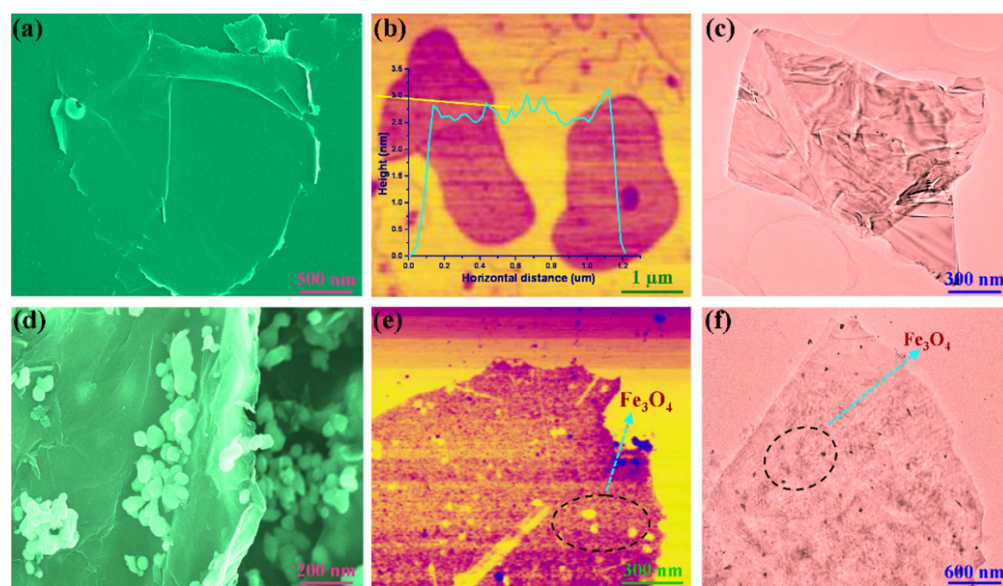 (a)
500 nm
(b)
3.5
3.0
2.5
2.0
1.5
1.0
0.5
0.0
Height (nm)
0.0 0.2 0.4 0.6 0.8 1.0 1.2
Horizontal distance (um)
1 μm
(c)
300 nm
(d)
200 nm
(e)
Fe₃O₄
300 nm
(f)
Fe₃O₄
600 nm